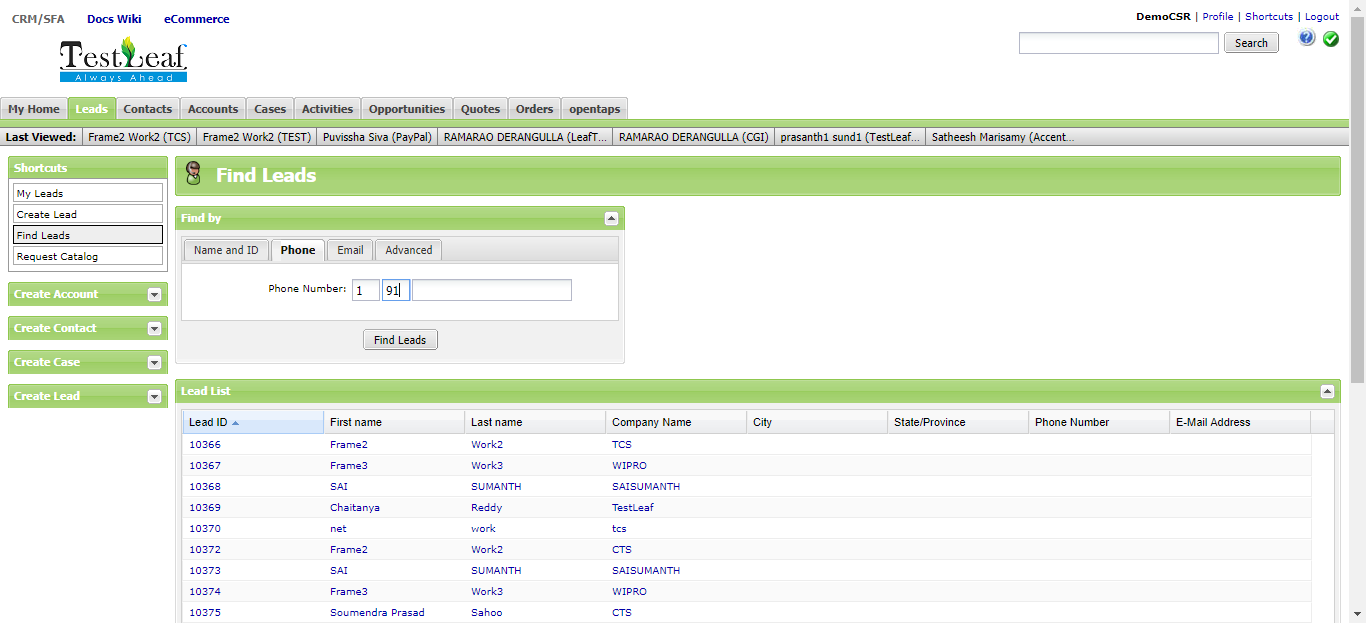 CRM/SFA Docs Wiki eCommerce
DemoCSR | Profile | Shortcuts | Logout
TestLeaf
Always Ahead
Search
?
My Home Leads Contacts Accounts Cases Activities Opportunities Quotes Orders opentaps
Last Viewed: Frame2 Work2 (TCS) Frame2 Work2 (TEST) Puvissha Siva (PayPal) RAMARAO DERANGULLA (LeafT... RAMARAO DERANGULLA (CGI) prasanth1 sund1 (TestLeaf... Satheesh Marisamy (Accent...
Shortcuts
My Leads
Create Lead
Find Leads
Request Catalog
Create Account
Create Contact
Create Case
Create Lead
Find Leads
Find by
Name and ID Phone Email Advanced
Phone Number: 1 91
Find Leads
Lead List
Lead ID First name Last name Company Name City State/Province Phone Number E-Mail Address
10366 Frame2 Work2 TCS
10367 Frame3 Work3 WIPRO
10368 SAI SUMANTH SAISUMANTH
10369 Chaitanya Reddy TestLeaf
10370 net work tcs
10372 Frame2 Work2 CTS
10373 SAI SUMANTH SAISUMANTH
10374 Frame3 Work3 WIPRO
10375 Soumendra Prasad Sahoo CTS